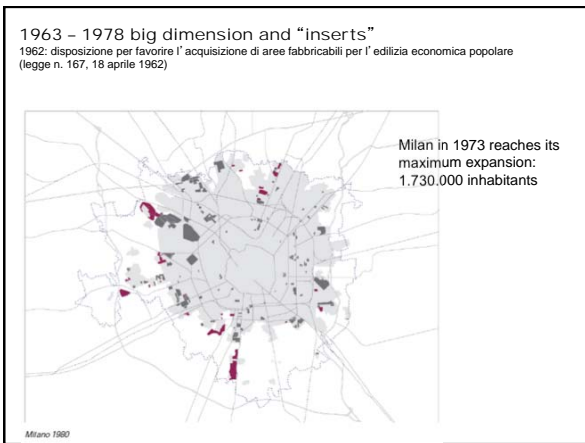 1963 – 1978 big dimension and “inserts”
1962: disposizione per favorire l’ acquisizione di aree fabbricabili per l’ edilizia economica popolare
(legge n. 167, 18 aprile 1962)
Milan in 1973 reaches its
maximum expansion:
1.730.000 inhabitants
Milano 1980